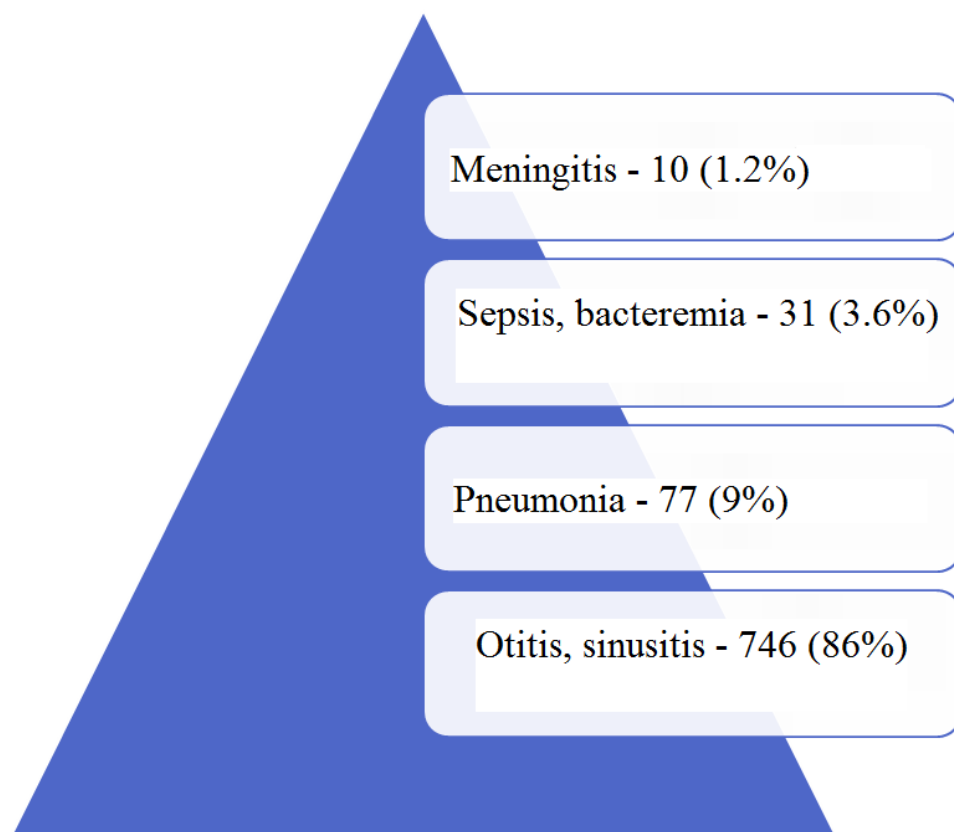 Meningitis - 10 (1.2%)
Sepsis, bacteremia - 31 (3.6%)
Pneumonia - 77 (9%)
Otitis, sinusitis - 746 (86%)